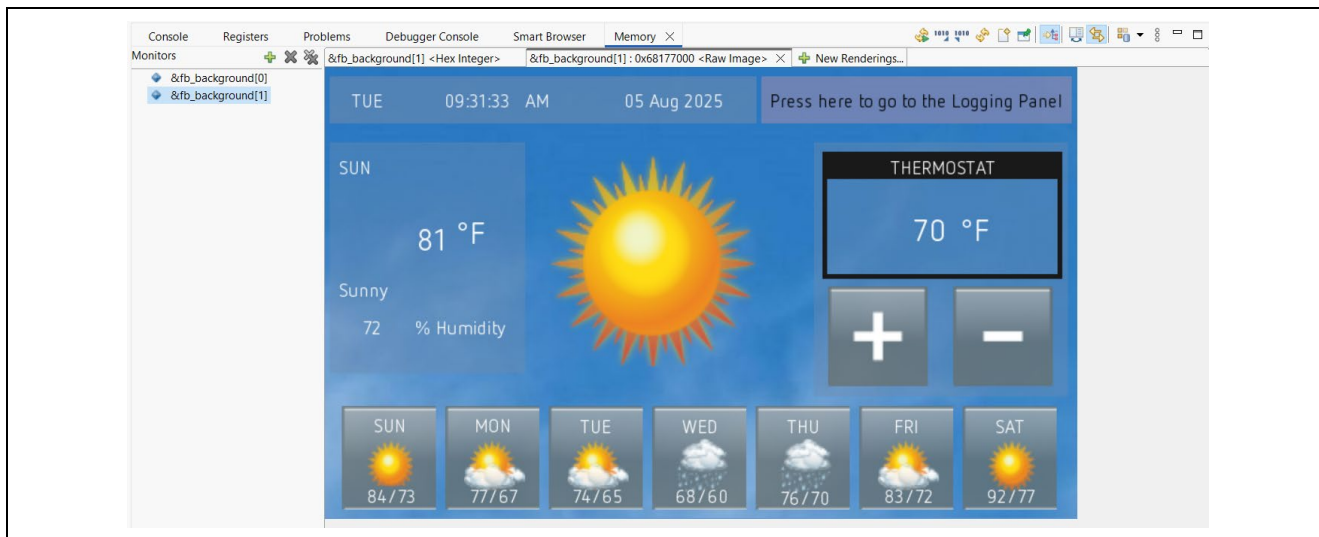 Console Registers Problems Debugger Console Smart Browser Memory
Monitors
&fb_background[1] <Hex Integer> &fb_background[1] : 0x68177000 <Raw Image> New Renderings...
&fb_background[0]
&fb_background[1]
TUE 09:31:33 AM 05 Aug 2025 Press here to go to the Logging Panel
SUN
81 °F
Sunny
72 % Humidity
THERMOSTAT
70 °F
+ −
SUN MON TUE WED THU FRI SAT
84/73 77/67 74/65 68/60 76/70 83/72 92/77